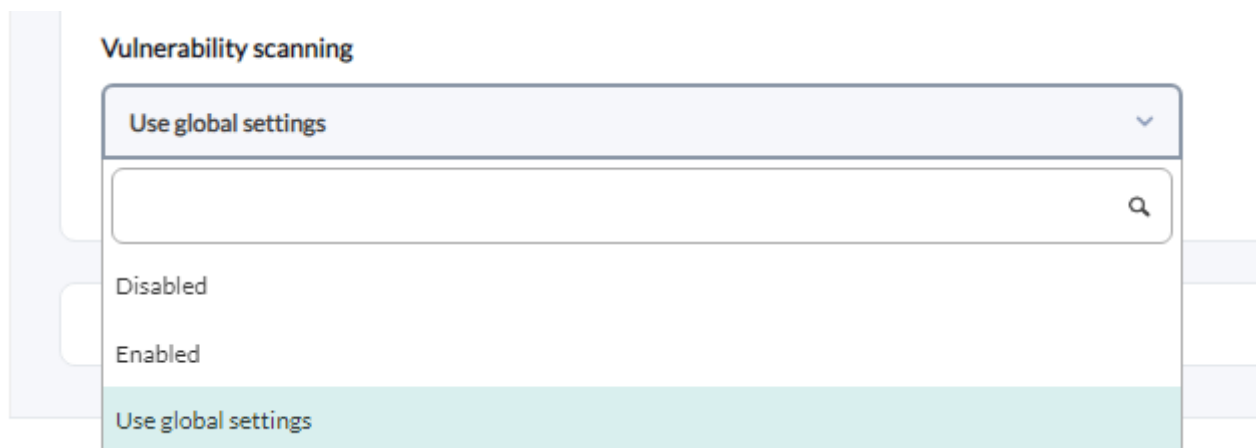 Vulnerability scanning
Use global settings
Disabled
Enabled
Use global settings